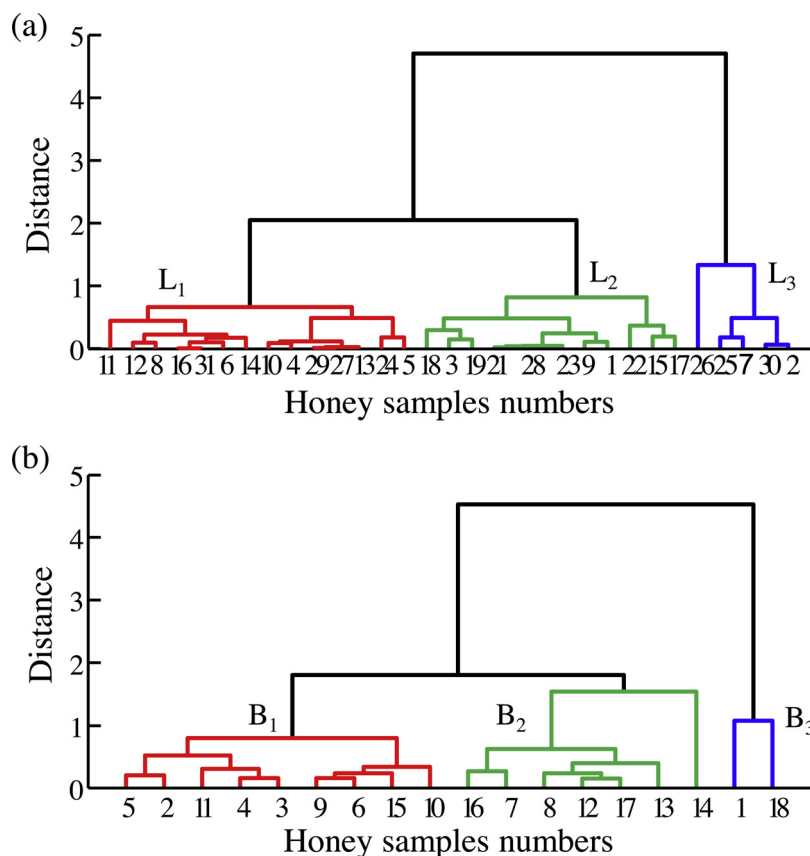 (a)
5
4
3
2
1
0
Distance
L1
L2
L3
11 12 8 16 31 6 14 10 4 29 27 13 24 5 18 3 19 21 28 23 9 1 22 15 17 26 25 7 30 2
Honey samples numbers
(b)
5
4
3
2
1
0
Distance
B1
B2
B3
5 2 11 4 3 9 6 15 10 16 7 8 12 17 13 14 1 18
Honey samples numbers